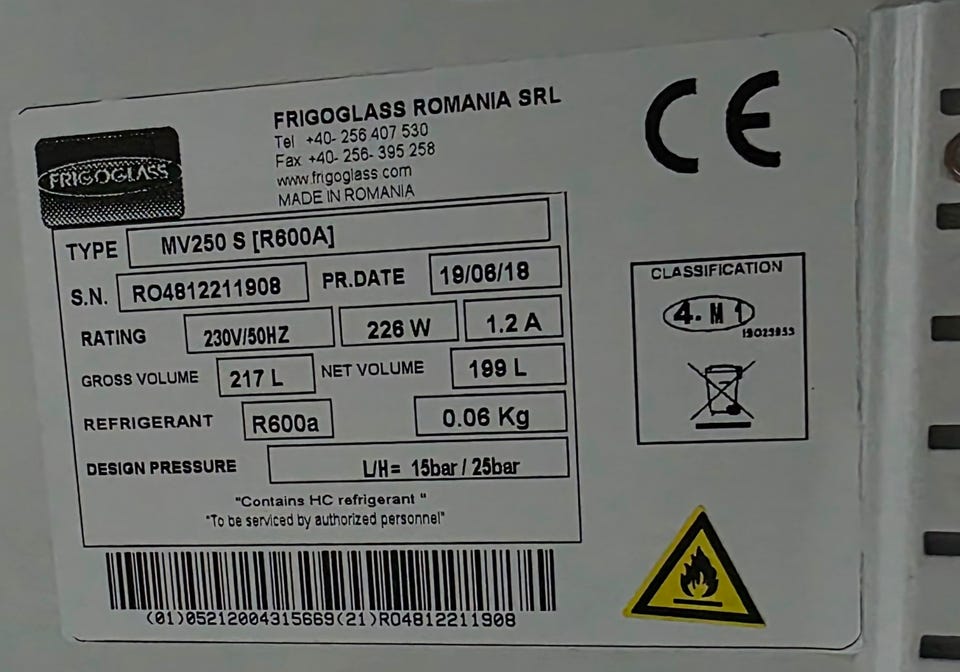 FRIGOGLASS
FRIGOGLASS ROMANIA SRL
Tel +40- 256 407 530
Fax +40- 256- 395 258
www.frigoglass.com
MADE IN ROMANIA
CE
TYPE MV250 S [R600A]
S.N. RO4812211908 PR.DATE 19/06/18
RATING 230V/50HZ 226 W 1.2 A
GROSS VOLUME 217 L NET VOLUME 199 L
REFRIGERANT R600a 0.06 Kg
DESIGN PRESSURE L/H= 15bar / 25bar
"Contains HC refrigerant "
"To be serviced by authorized personnel"
(01)05212004315669(21)RO4812211908
CLASSIFICATION
4. M 1
ISO23953